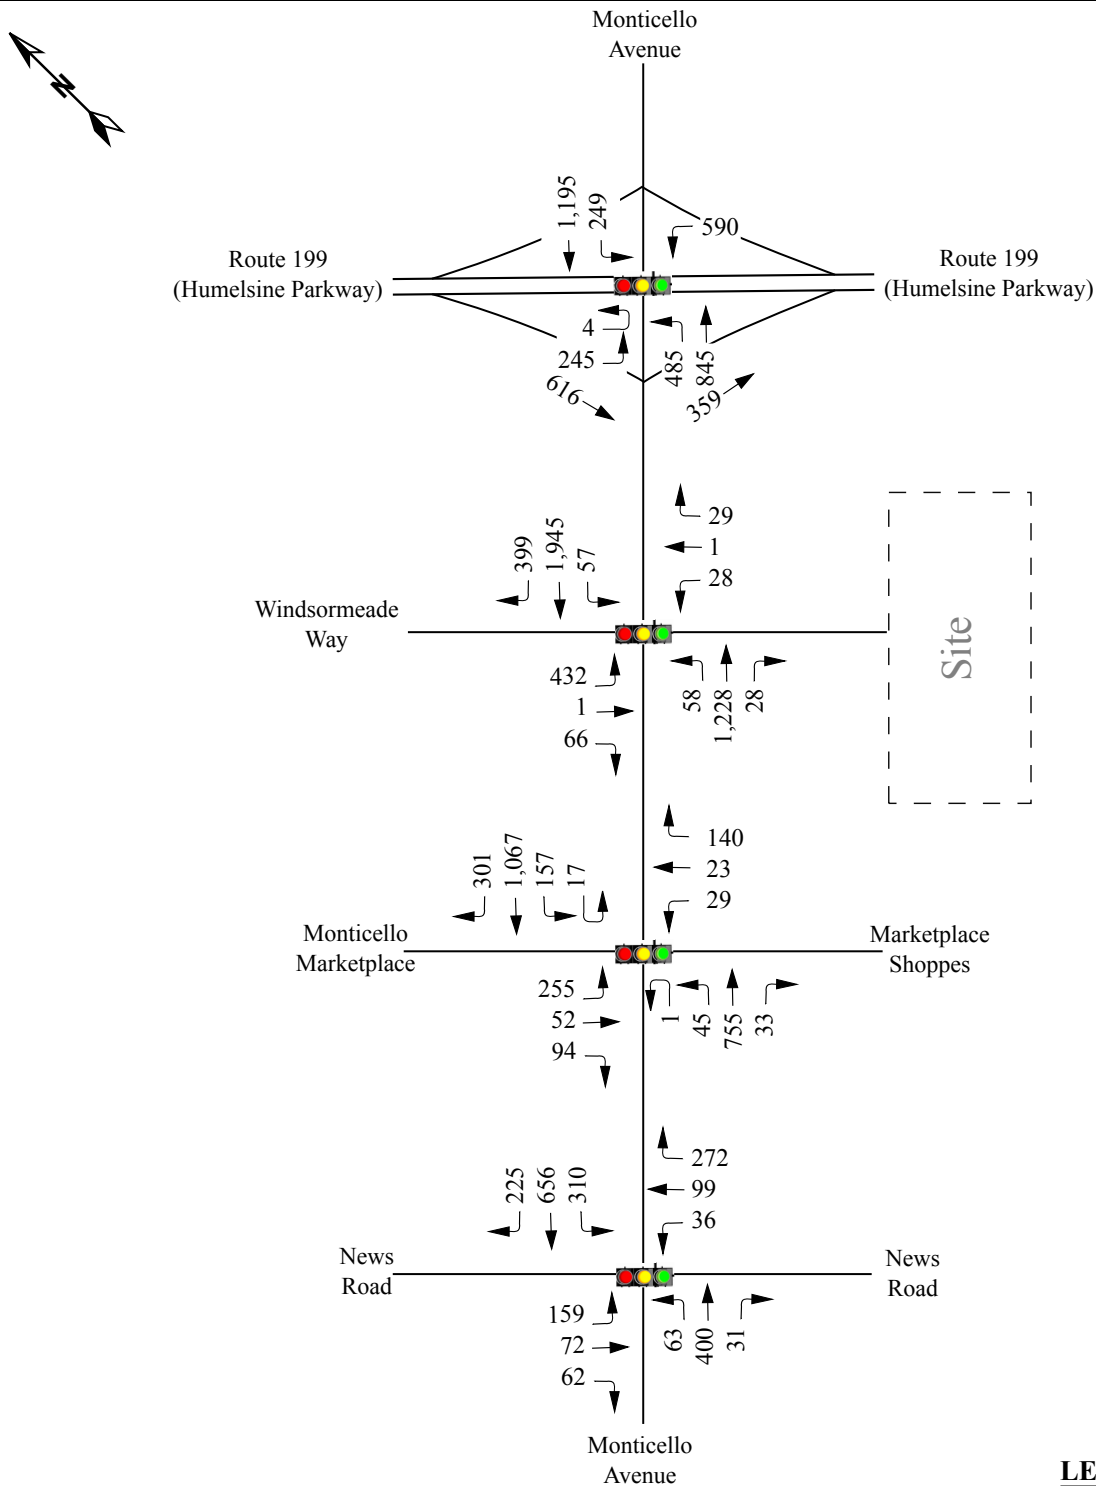 Monticello
Avenue
N
1,195
249
590
Route 199
(Humelsine Parkway)
Route 199
(Humelsine Parkway)
4
245
616
485
845
359
29
1
28
399
1,945
57
Windsormeade
Way
Site
432
1
66
58
1,228
28
140
23
29
301
1,067
157
17
Monticello
Marketplace
Marketplace
Shoppes
255
52
94
1
45
755
33
272
99
36
225
656
310
News
Road
News
Road
159
72
62
63
400
31
Monticello
Avenue
LE